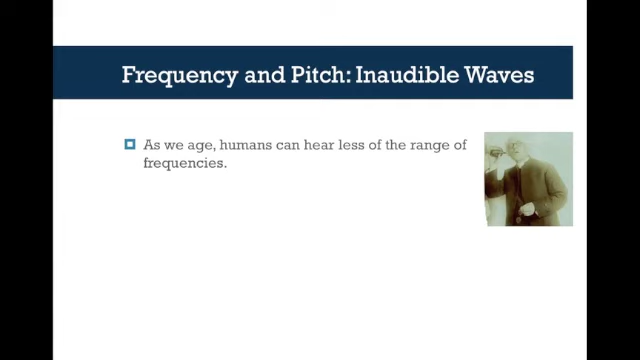 Frequency and Pitch: Inaudible Waves
As we age, humans can hear less of the range of
frequencies.